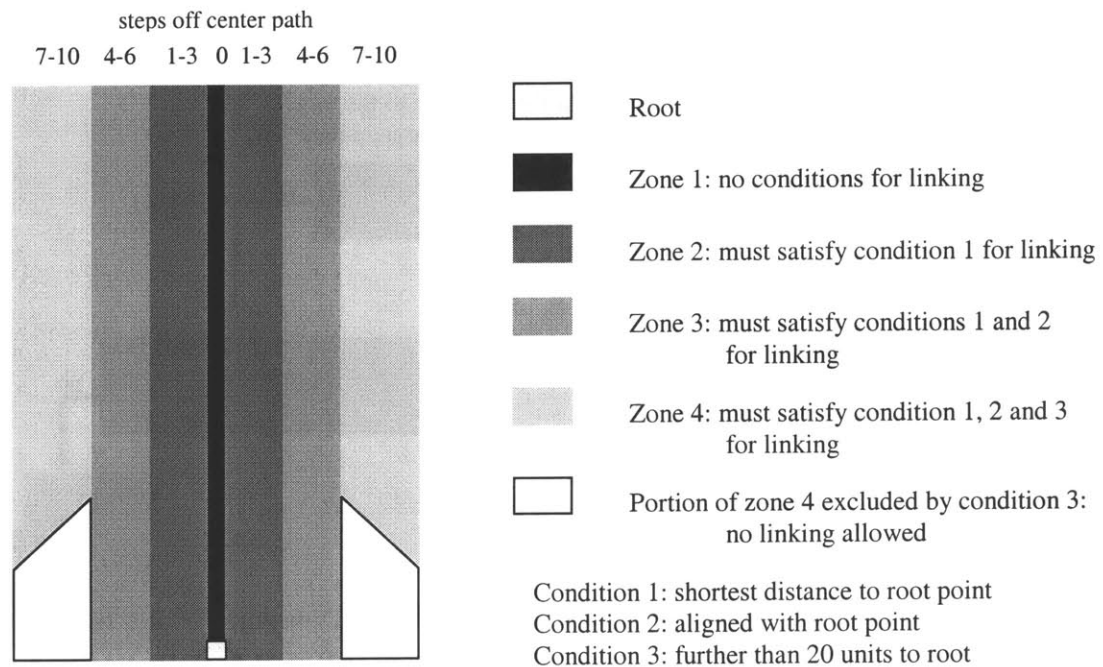 steps off center path
7-10 4-6 1-3 0 1-3 4-6 7-10
Root
Zone 1: no conditions for linking
Zone 2: must satisfy condition 1 for linking
Zone 3: must satisfy conditions 1 and 2
for linking
Zone 4: must satisfy condition 1, 2 and 3
for linking
Portion of zone 4 excluded by condition 3:
no linking allowed
Condition 1: shortest distance to root point
Condition 2: aligned with root point
Condition 3: further than 20 units to root